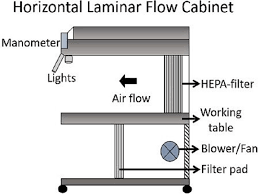 Horizontal Laminar Flow Cabinet
Manometer
Lights
Air flow
HEPA-filter
Working
table
Blower/Fan
Filter pad